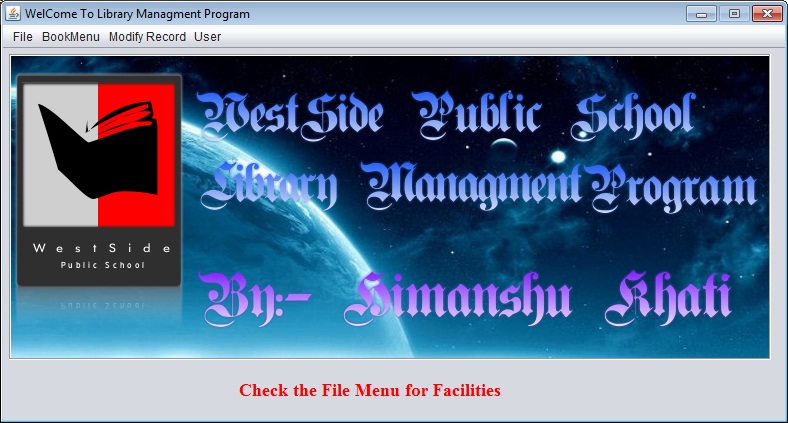 WelCome To Library Managment Program
File BookMenu Modify Record User
WestSide Public School
Library Managment Program
By:- Himanshu Khati
WestSide
Public School
Check the File Menu for Facilities